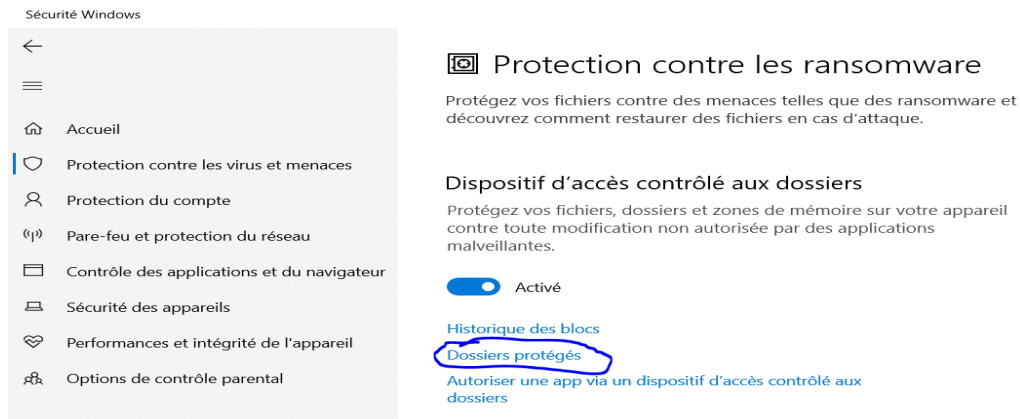 Sécurité Windows
Accueil
Protection contre les virus et menaces
Protection du compte
Pare-feu et protection du réseau
Contrôle des applications et du navigateur
Sécurité des appareils
Performances et intégrité de l'appareil
Options de contrôle parental
Protection contre les ransomware
Protégez vos fichiers contre des menaces telles que des ransomware et
découvrez comment restaurer des fichiers en cas d'attaque.
Dispositif d'accès contrôlé aux dossiers
Protégez vos fichiers, dossiers et zones de mémoire sur votre appareil
contre toute modification non autorisée par des applications
malveillantes.
Activé
Historique des blocs
Dossiers protégés
Autoriser une app via un dispositif d'accès contrôlé aux
dossiers